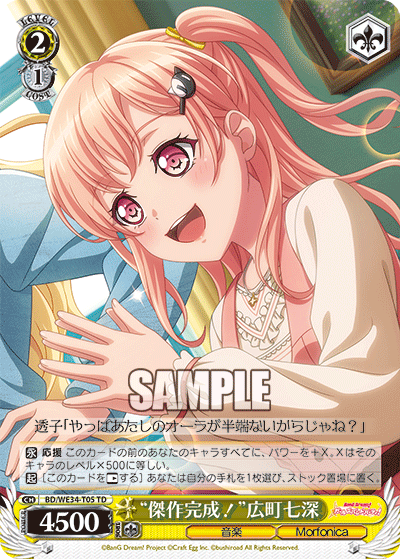 LEVEL
2
1
COST
SAMPLE
透子「やっぱあたしのオーラが半端ないからじゃね？」
永 応援 このカードの前のあなたのキャラすべてに、パワーを＋X。Xはその
キャラのレベル×500に等しい。
起［このカードを する］ あなたは自分の手札を1枚選び、ストック置場に置く。
CH BD/WE34-T05 TD
4500
“傑作完成！”広町七深
音楽
Morfonica
BanG Dream!
©BanG Dream! Project ©Craft Egg Inc. ©bushiroad All Rights Reserved.